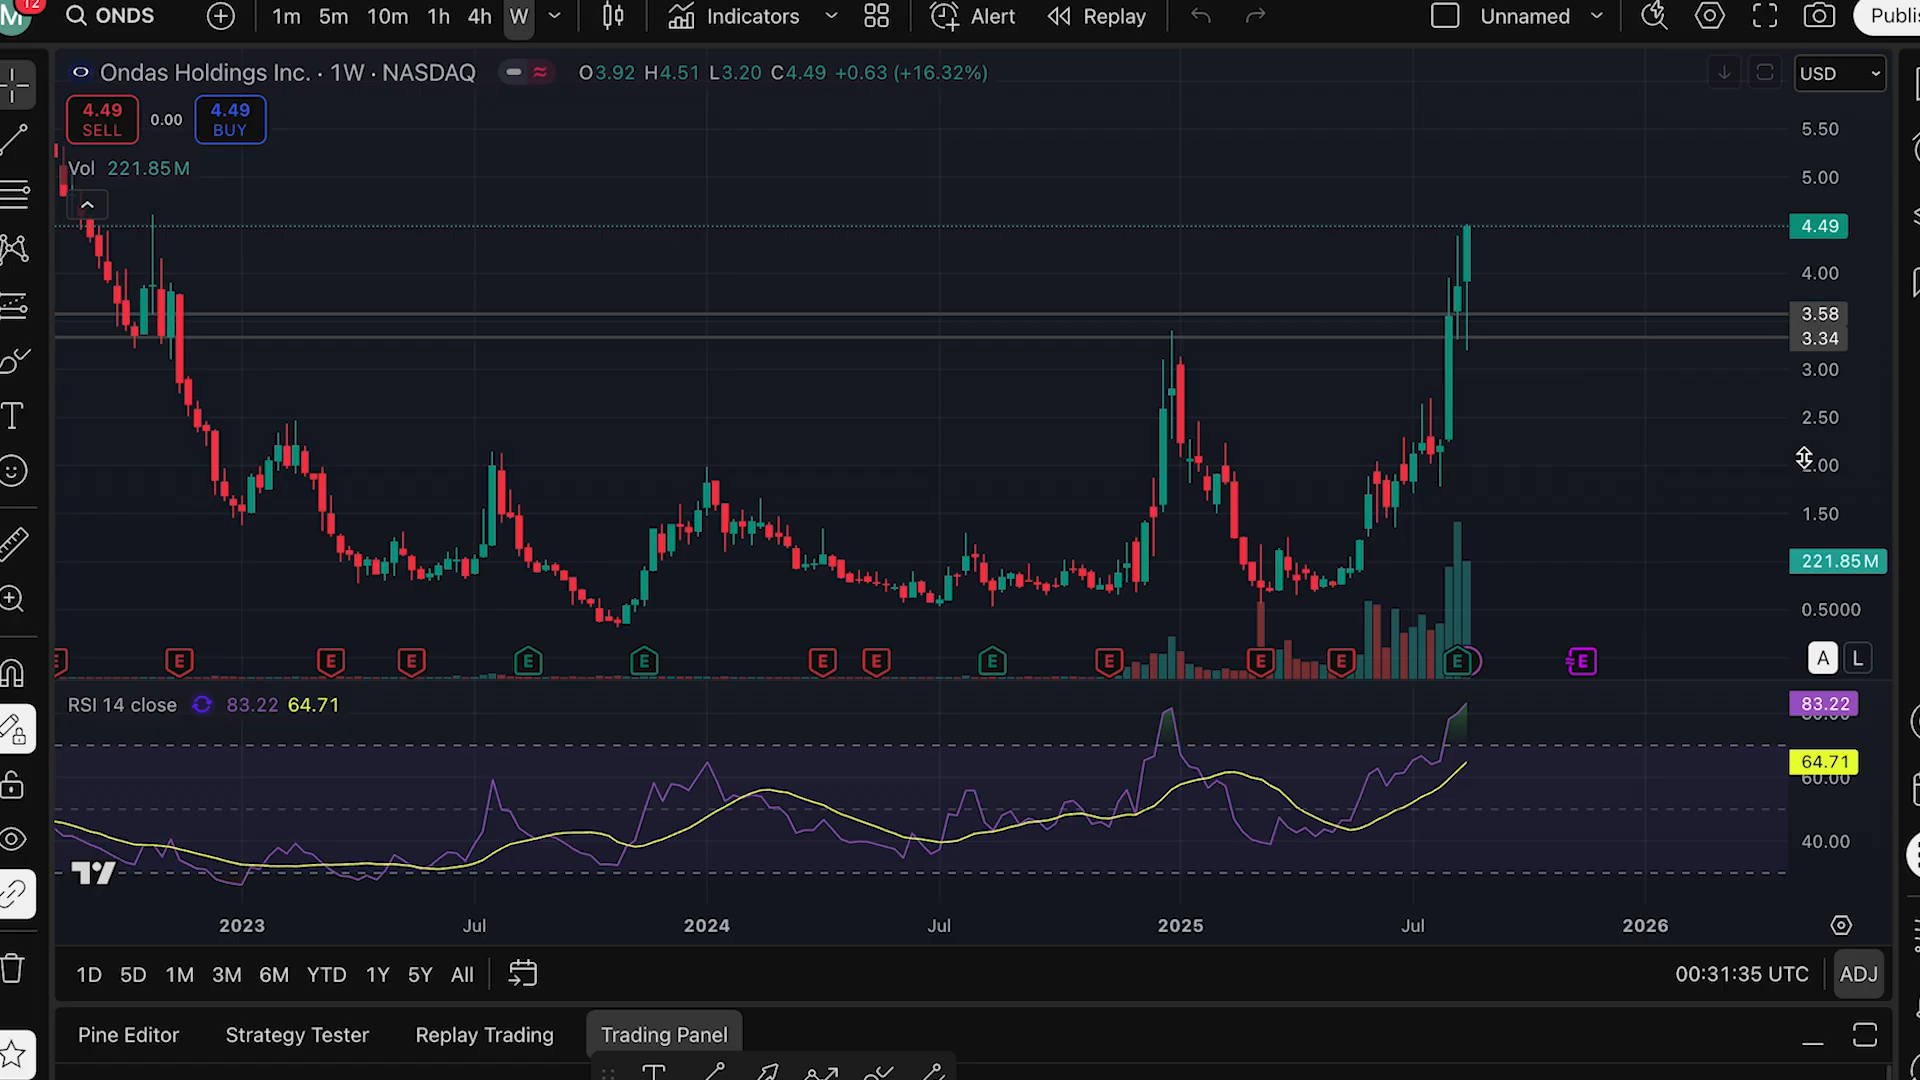 M
12
ONDS
1m 5m 10m 1h 4h W
Indicators
Alert
Replay
Unnamed
Ondas Holdings Inc. · 1W · NASDAQ
O3.92 H4.51 L3.20 C4.49 +0.63 (+16.32%)
USD
4.49
SELL
0.00
4.49
BUY
Vol 221.85M
5.50
5.00
4.49
4.00
3.58
3.34
3.00
2.50
2.00
1.50
221.85M
0.5000
E E E E E E E E E E E E E E
A L
RSI 14 close 83.22 64.71
83.22
64.71
60.00
40.00
2023 Jul 2024 Jul 2025 Jul 2026
1D 5D 1M 3M 6M YTD 1Y 5Y All
00:31:35 UTC ADJ
Pine Editor Strategy Tester Replay Trading Trading Panel